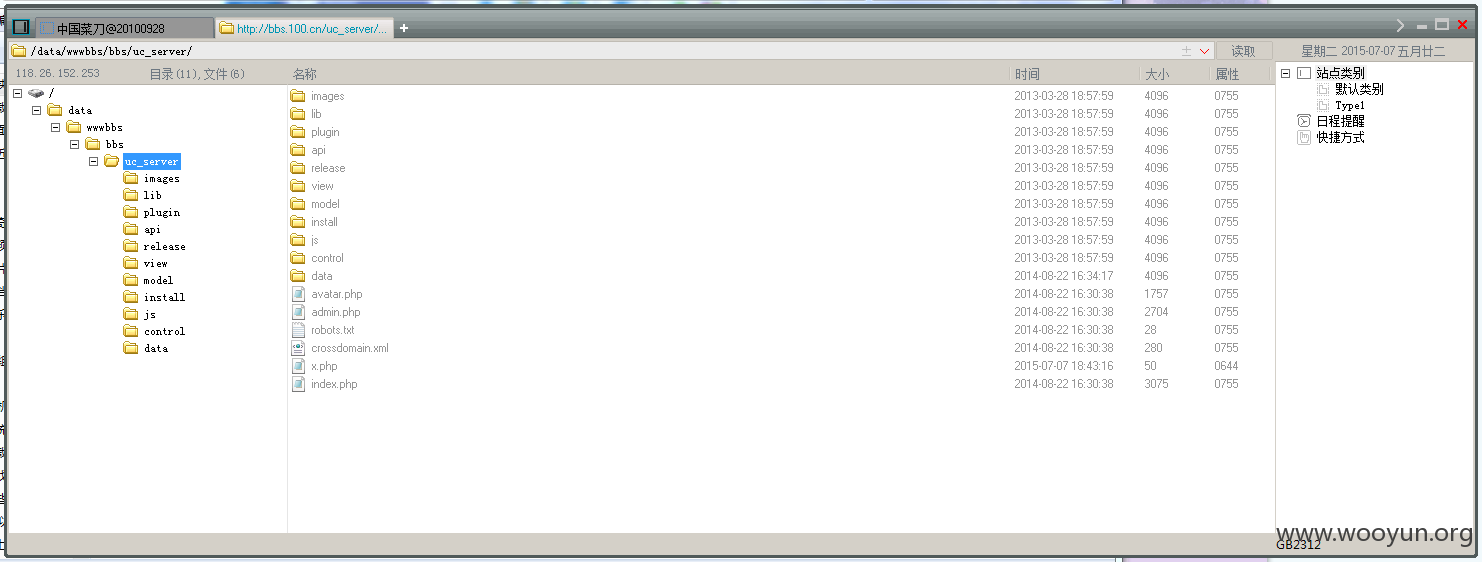 中国菜刀@20100928
http://bbs.100.cn/uc_server/...
+
/data/wwwbbs/bbs/uc_server/
读取
星期二 2015-07-07 五月廿二
118.26.152.253 目录(11),文件(6) 名称 时间 大小 属性
/
data
wwwbbs
bbs
uc_server
images
lib
plugin
api
release
view
model
install
js
control
data
images 2013-03-28 18:57:59 4096 0755
lib 2013-03-28 18:57:59 4096 0755
plugin 2013-03-28 18:57:59 4096 0755
api 2013-03-28 18:57:59 4096 0755
release 2013-03-28 18:57:59 4096 0755
view 2013-03-28 18:57:59 4096 0755
model 2013-03-28 18:57:59 4096 0755
install 2013-03-28 18:57:59 4096 0755
js 2013-03-28 18:57:59 4096 0755
control 2013-03-28 18:57:59 4096 0755
data 2014-08-22 16:34:17 4096 0755
avatar.php 2014-08-22 16:30:38 1757 0755
admin.php 2014-08-22 16:30:38 2704 0755
robots.txt 2014-08-22 16:30:38 28 0755
crossdomain.xml 2014-08-22 16:30:38 280 0755
x.php 2015-07-07 18:43:16 50 0644
index.php 2014-08-22 16:30:38 3075 0755
站点类别
默认类别
Type1
日程提醒
快捷方式
www.wooyun.org
GB2312